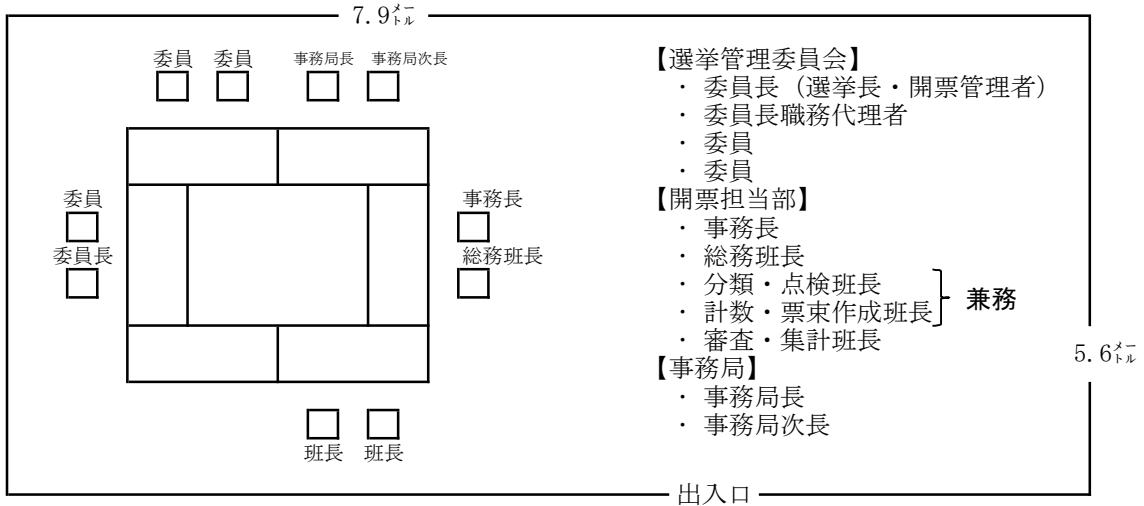 7.9メートル
委員 委員 事務局長 事務局次長
委員
委員長
事務長
総務班長
班長 班長
【選挙管理委員会】
・ 委員長（選挙長・開票管理者）
・ 委員長職務代理者
・ 委員
・ 委員
【開票担当部】
・ 事務長
・ 総務班長
・ 分類・点検班長
・ 計数・票束作成班長
兼務
・ 審査・集計班長
【事務局】
・ 事務局長
・ 事務局次長
5.6メートル
出入口